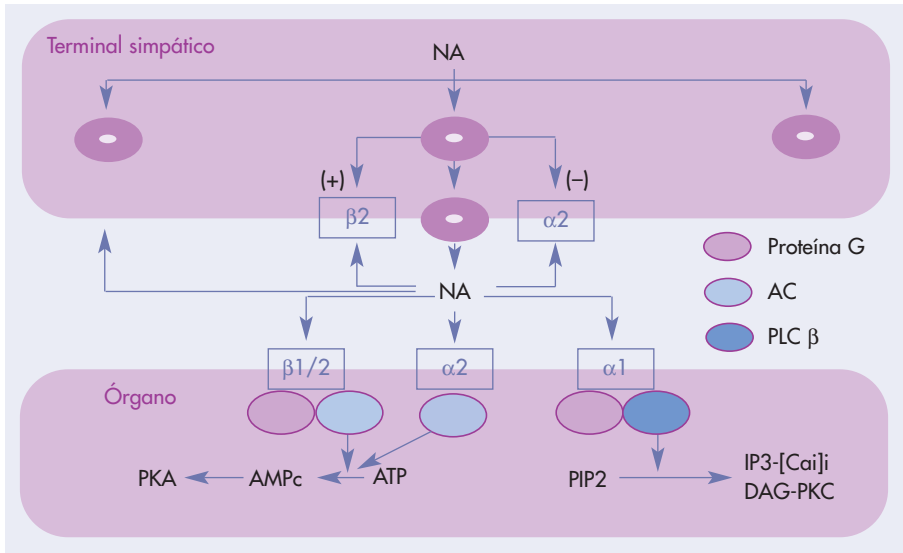 Terminal simpático
NA
(+)
(–)
β2
α2
Proteína G
AC
PLC β
NA
β1/2
α2
α1
Órgano
PKA
AMPc
ATP
PIP2
IP3-[Cai]i
DAG-PKC